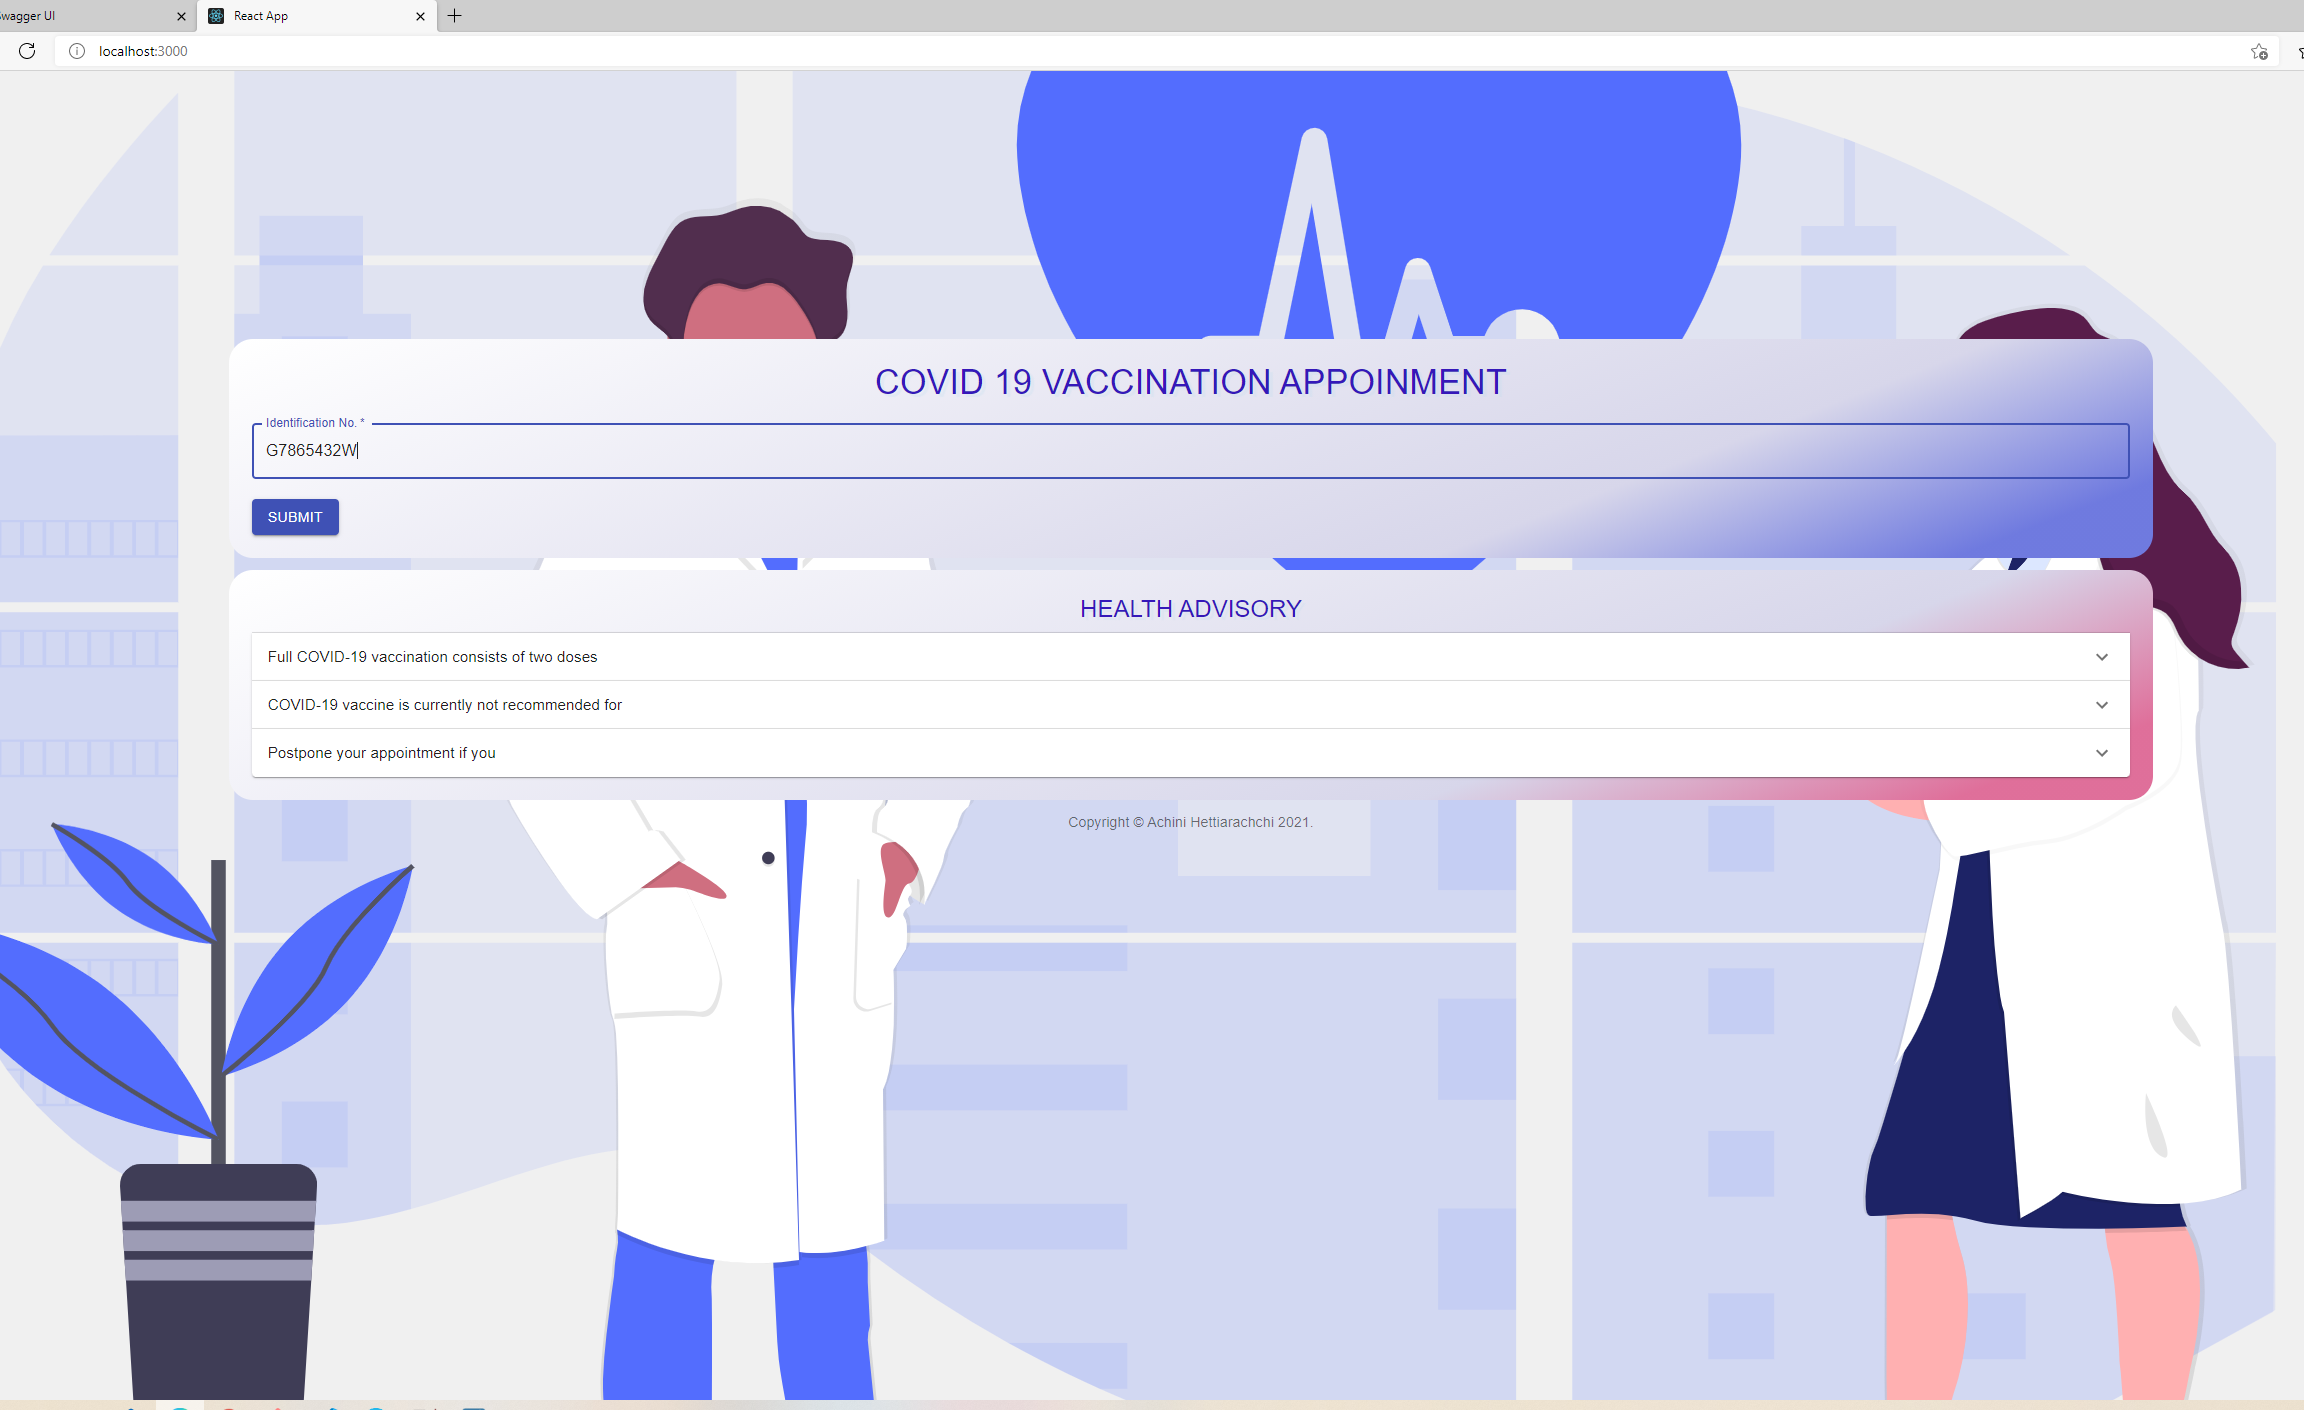 wagger UI
React App
localhost:3000
COVID 19 VACCINATION APPOINMENT
Identification No. *
G7865432W
SUBMIT
HEALTH ADVISORY
Full COVID-19 vaccination consists of two doses
COVID-19 vaccine is currently not recommended for
Postpone your appointment if you
Copyright © Achini Hettiarachchi 2021.